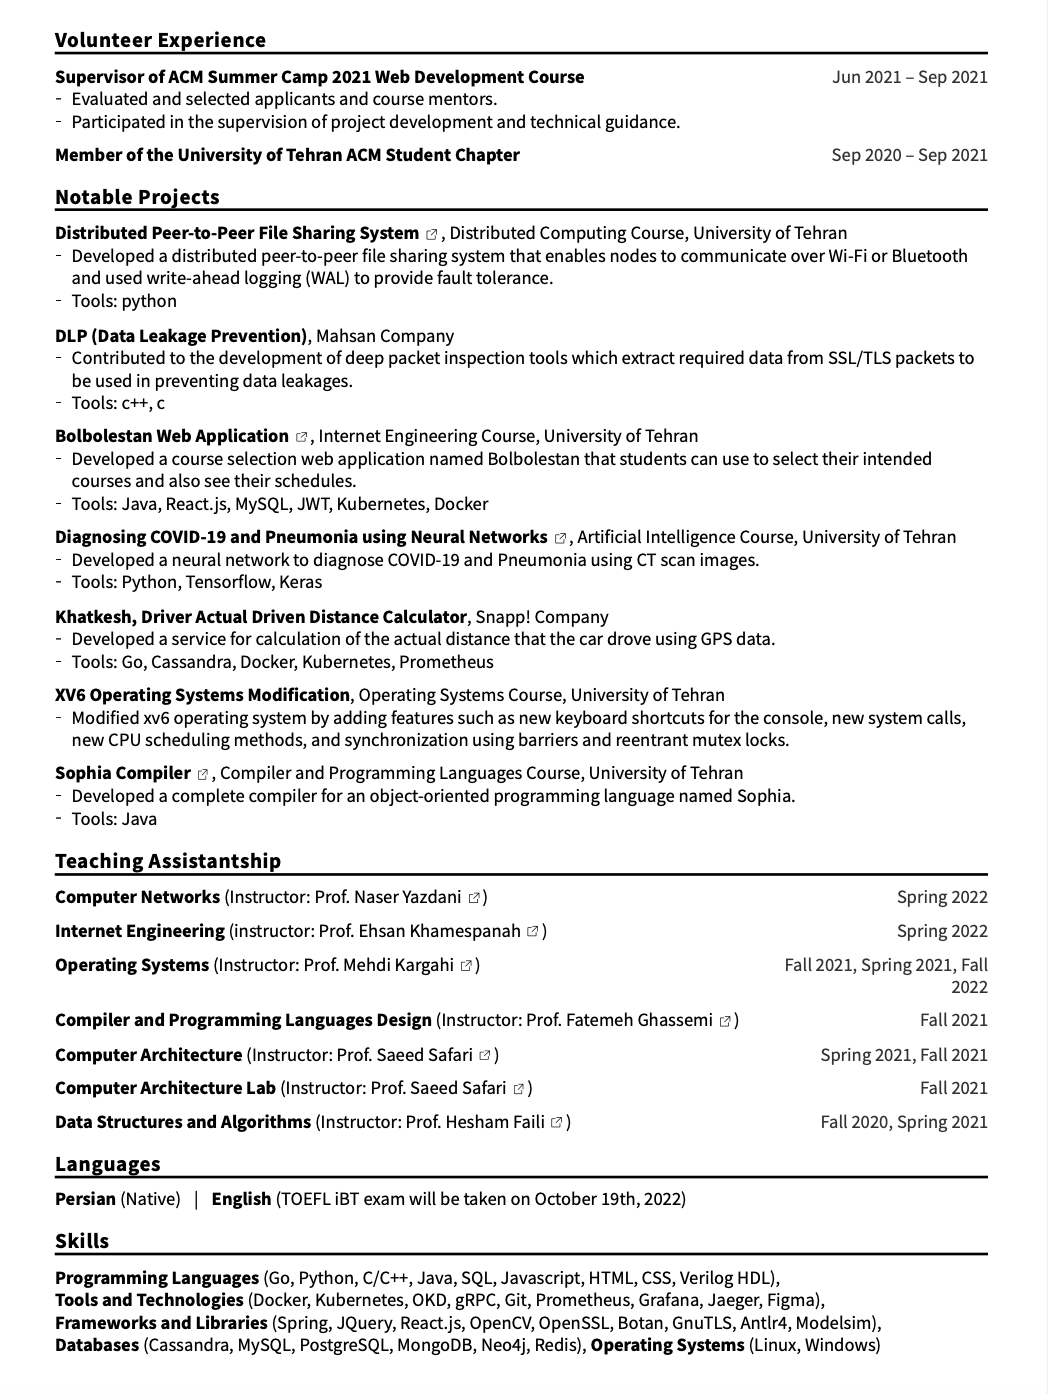 Volunteer Experience
Supervisor of ACM Summer Camp 2021 Web Development Course Jun 2021 – Sep 2021
- Evaluated and selected applicants and course mentors.
- Participated in the supervision of project development and technical guidance.
Member of the University of Tehran ACM Student Chapter Sep 2020 – Sep 2021
Notable Projects
Distributed Peer-to-Peer File Sharing System , Distributed Computing Course, University of Tehran
- Developed a distributed peer-to-peer file sharing system that enables nodes to communicate over Wi-Fi or Bluetooth
and used write-ahead logging (WAL) to provide fault tolerance.
- Tools: python
DLP (Data Leakage Prevention), Mahsan Company
- Contributed to the development of deep packet inspection tools which extract required data from SSL/TLS packets to
be used in preventing data leakages.
- Tools: c++, c
Bolbolestan Web Application , Internet Engineering Course, University of Tehran
- Developed a course selection web application named Bolbolestan that students can use to select their intended
courses and also see their schedules.
- Tools: Java, React.js, MySQL, JWT, Kubernetes, Docker
Diagnosing COVID-19 and Pneumonia using Neural Networks , Artificial Intelligence Course, University of Tehran
- Developed a neural network to diagnose COVID-19 and Pneumonia using CT scan images.
- Tools: Python, Tensorflow, Keras
Khatkesh, Driver Actual Driven Distance Calculator, Snapp! Company
- Developed a service for calculation of the actual distance that the car drove using GPS data.
- Tools: Go, Cassandra, Docker, Kubernetes, Prometheus
XV6 Operating Systems Modification, Operating Systems Course, University of Tehran
- Modified xv6 operating system by adding features such as new keyboard shortcuts for the console, new system calls,
new CPU scheduling methods, and synchronization using barriers and reentrant mutex locks.
Sophia Compiler , Compiler and Programming Languages Course, University of Tehran
- Developed a complete compiler for an object-oriented programming language named Sophia.
- Tools: Java
Teaching Assistantship
Computer Networks (Instructor: Prof. Naser Yazdani ) Spring 2022
Internet Engineering (instructor: Prof. Ehsan Khamespanah ) Spring 2022
Operating Systems (Instructor: Prof. Mehdi Kargahi ) Fall 2021, Spring 2021, Fall
2022
Compiler and Programming Languages Design (Instructor: Prof. Fatemeh Ghassemi ) Fall 2021
Computer Architecture (Instructor: Prof. Saeed Safari ) Spring 2021, Fall 2021
Computer Architecture Lab (Instructor: Prof. Saeed Safari ) Fall 2021
Data Structures and Algorithms (Instructor: Prof. Hesham Faili ) Fall 2020, Spring 2021
Languages
Persian (Native) | English (TOEFL iBT exam will be taken on October 19th, 2022)
Skills
Programming Languages (Go, Python, C/C++, Java, SQL, Javascript, HTML, CSS, Verilog HDL),
Tools and Technologies (Docker, Kubernetes, OKD, gRPC, Git, Prometheus, Grafana, Jaeger, Figma),
Frameworks and Libraries (Spring, JQuery, React.js, OpenCV, OpenSSL, Botan, GnuTLS, Antlr4, Modelsim),
Databases (Cassandra, MySQL, PostgreSQL, MongoDB, Neo4j, Redis), Operating Systems (Linux, Windows)